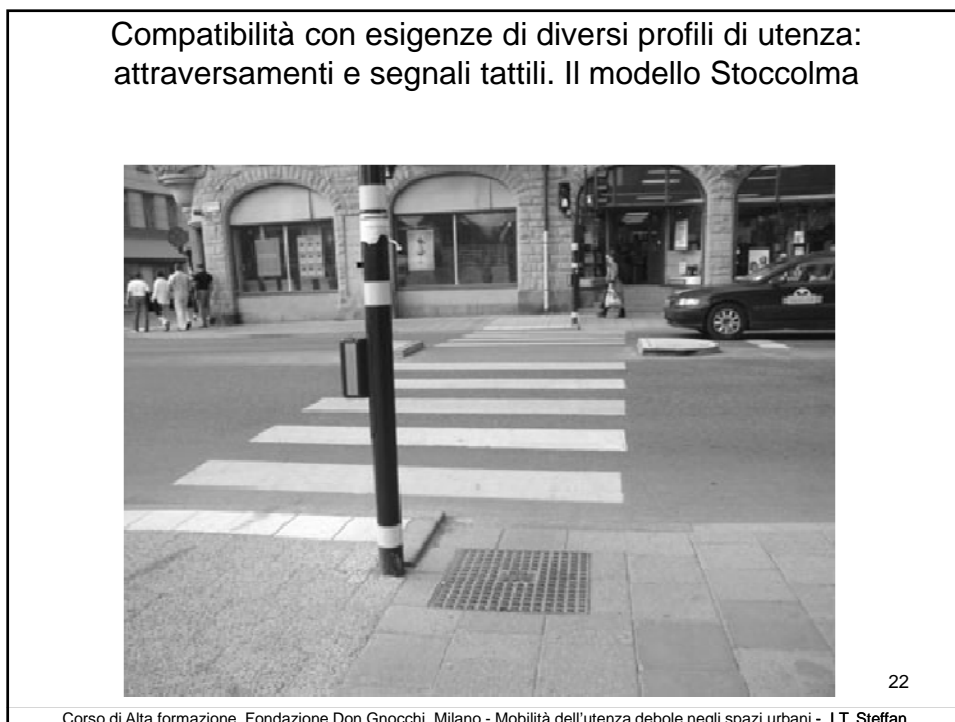 Compatibilità con esigenze di diversi profili di utenza:
attraversamenti e segnali tattili. Il modello Stoccolma
22
Corso di Alta formazione. Fondazione Don Gnocchi, Milano - Mobilità dell'utenza debole negli spazi urbani - I.T. Steffan